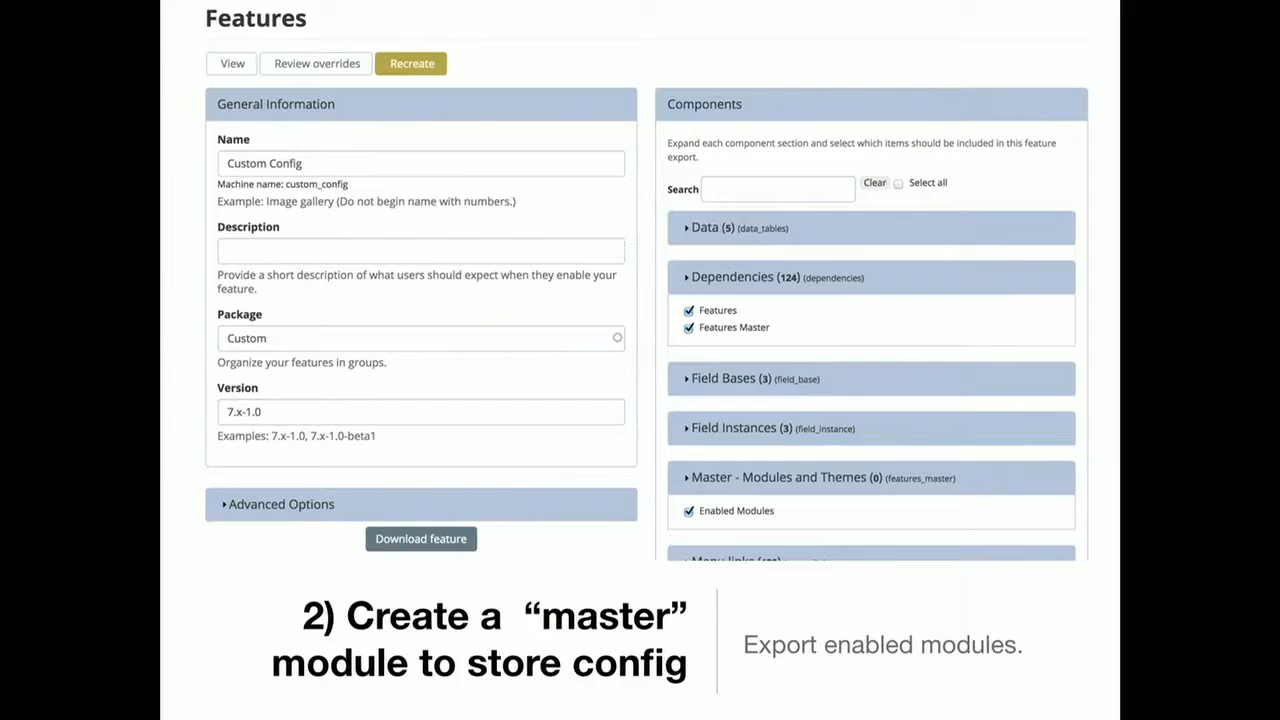 Features
View
Review overrides
Recreate
General Information
Name
Custom Config
Machine name: custom_config
Example: Image gallery (Do not begin name with numbers.)
Description
Provide a short description of what users should expect when they enable your
feature.
Package
Custom
Organize your features in groups.
Version
7.x-1.0
Examples: 7.x-1.0, 7.x-1.0-beta1
Advanced Options
Download feature
Components
Expand each component section and select which items should be included in this feature
export.
Search
Clear
Select all
Data (5) (data_tables)
Dependencies (124) (dependencies)
Features
Features Master
Field Bases (3) (field_base)
Field Instances (3) (field_instance)
Master - Modules and Themes (0) (features_master)
Enabled Modules
Menu links
2) Create a “master”
module to store config
Export enabled modules.